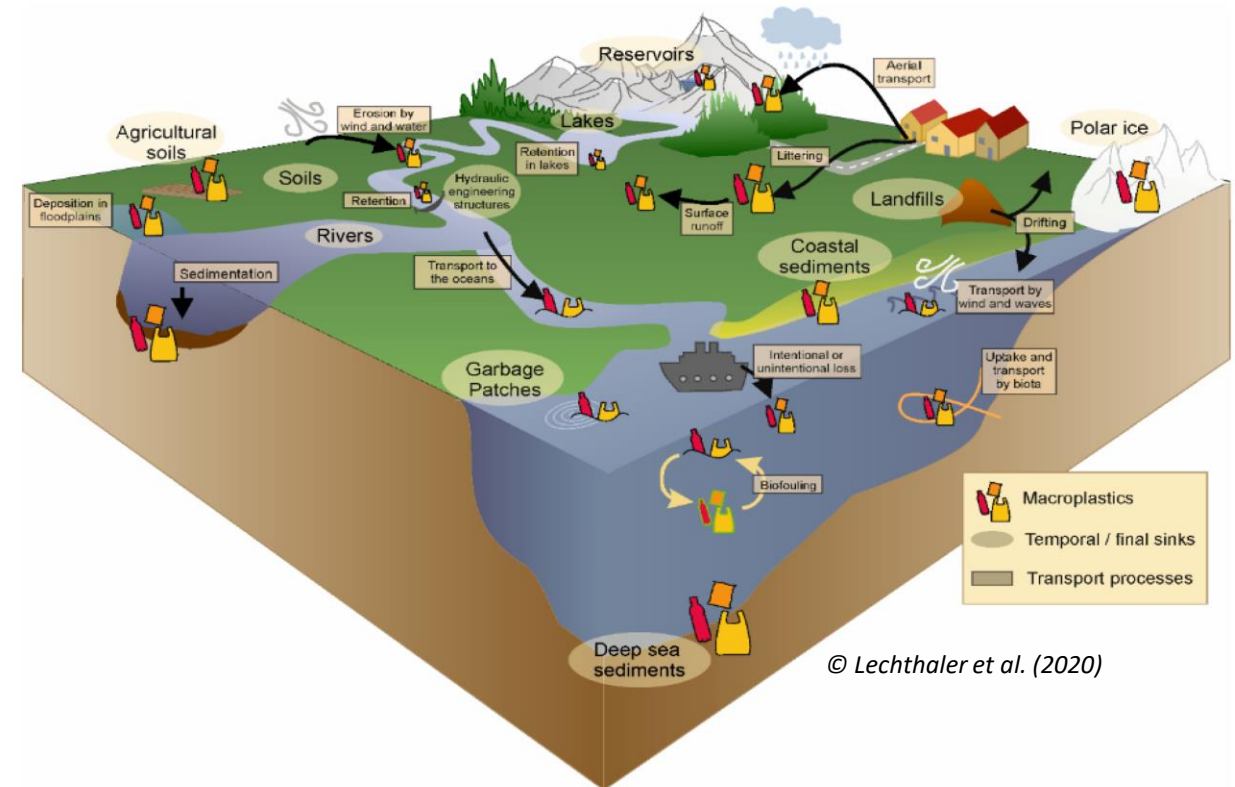 Reservoirs
Aerial
transport
Erosion by
wind and water
Lakes
Agricultural
soils
Polar ice
Retention
in lakes
Littering
Soils
Hydraulic
engineering
structures
Retention
Landfills
Deposition in
floodplains
Surface
runoff
Drifting
Rivers
Coastal
sediments
Sedimentation
Transport to
the oceans
Transport by
wind and waves
Garbage
Patches
Intentional or
unintentional loss
Uptake and
transport
by biota
Biofouling
Macroplastics
Temporal / final sinks
Transport processes
Deep sea
sediments
© Lechthaler et al. (2020)